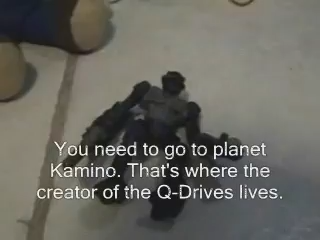 You need to go to planet
Kamino. That's where the
creator of the Q-Drives lives.